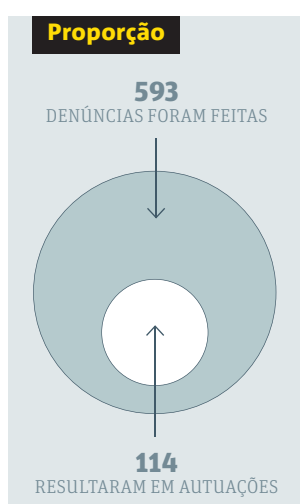 Proporção
593
DENÚNCIAS FORAM FEITAS
114
RESULTARAM EM AUTUAÇÕES